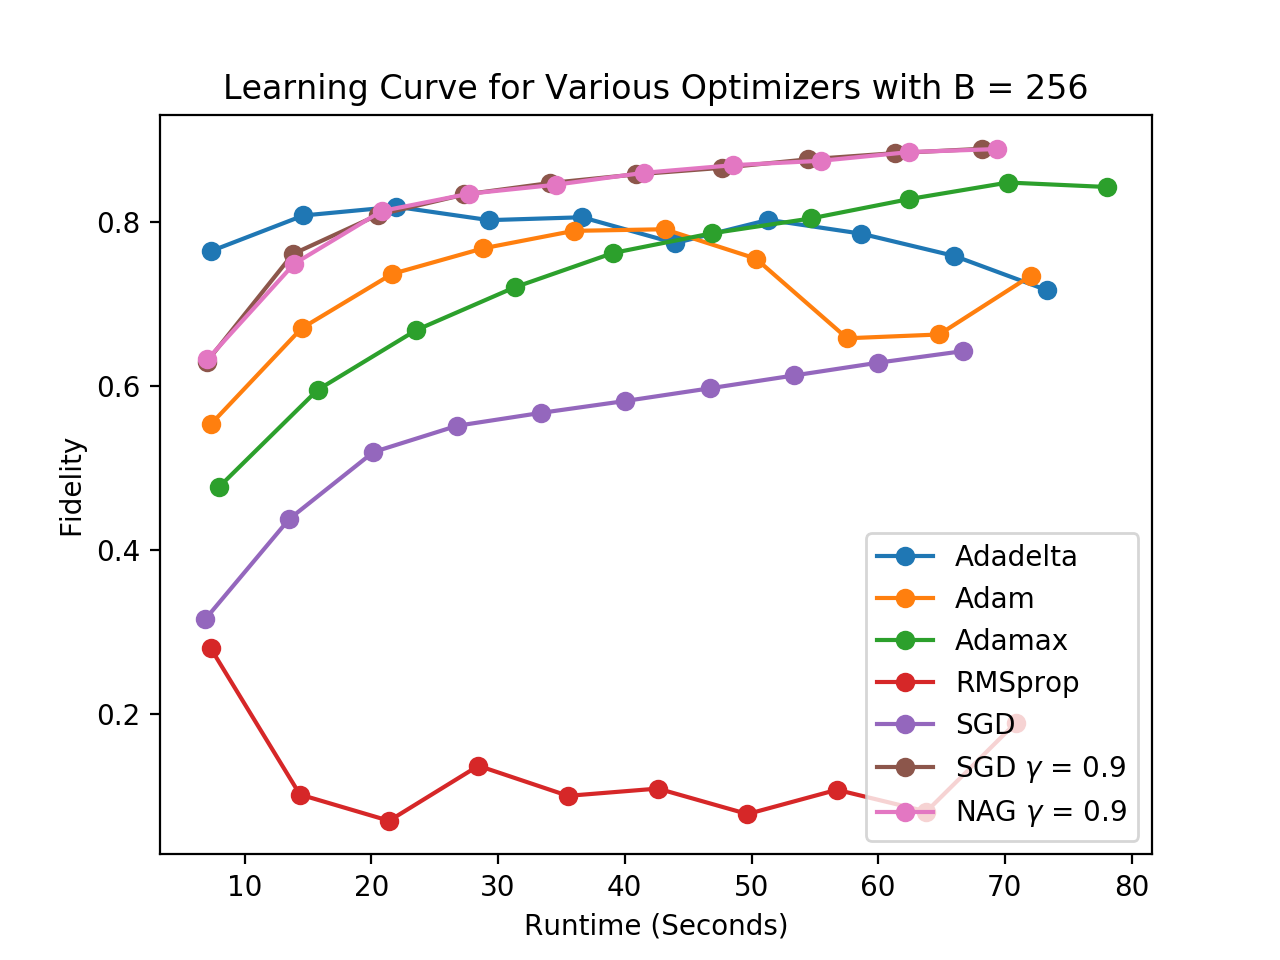 Learning Curve for Various Optimizers with B = 256
Fidelity
0.8
0.6
0.4
0.2
10 20 30 40 50 60 70 80
Runtime (Seconds)
Adadelta
Adam
Adamax
RMSprop
SGD
SGD γ = 0.9
NAG γ = 0.9